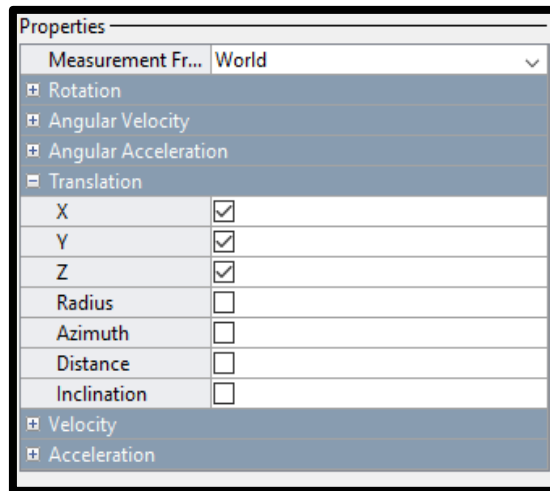 Properties
Measurement Fr... World
Rotation
Angular Velocity
Angular Acceleration
Translation
X
Y
Z
Radius
Azimuth
Distance
Inclination
Velocity
Acceleration